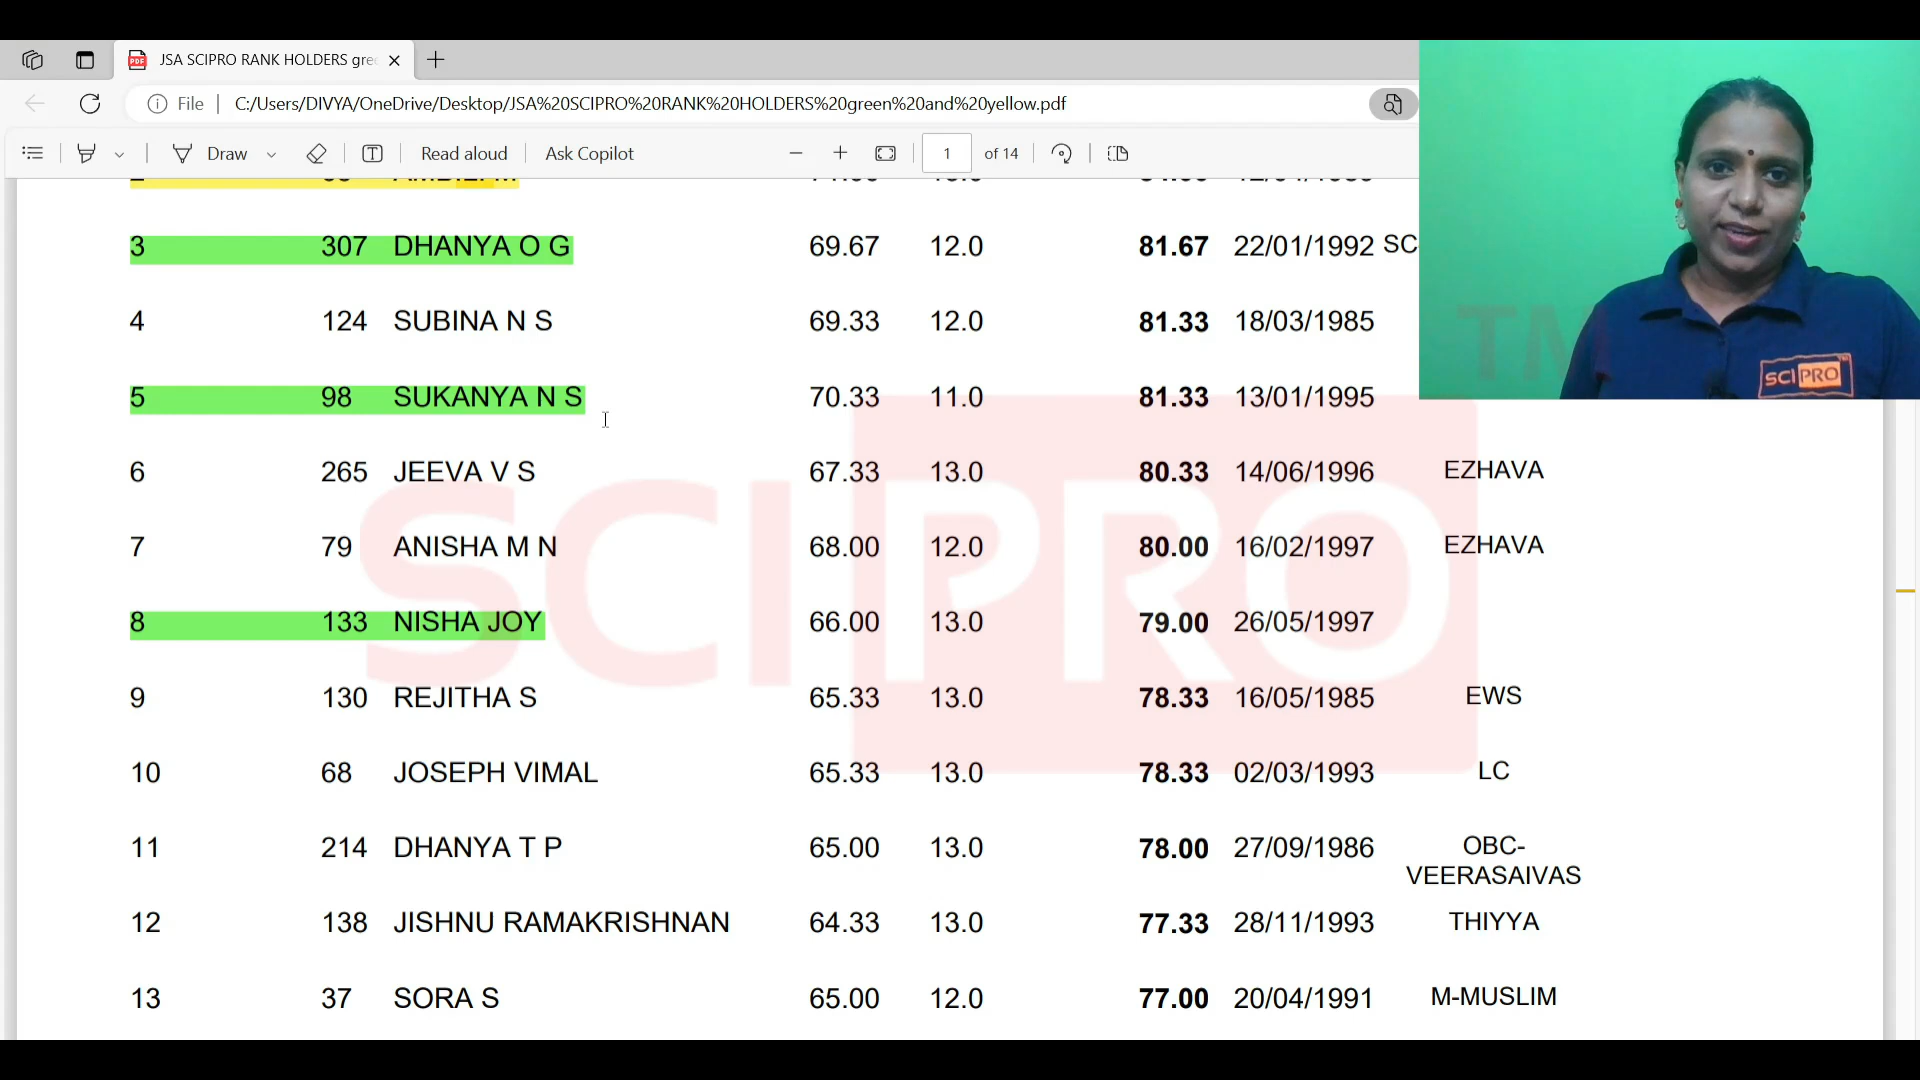 JSA SCIPRO RANK HOLDERS gree
File
C:/Users/DIVYA/OneDrive/Desktop/JSA%20SCIPRO%20RANK%20HOLDERS%20green%20and%20yellow.pdf
Draw
Read aloud
Ask Copilot
1 of 14
3 307 DHANYA O G 69.67 12.0 81.67 22/01/1992 SC
4 124 SUBINA N S 69.33 12.0 81.33 18/03/1985
5 98 SUKANYA N S 70.33 11.0 81.33 13/01/1995
6 265 JEEVA V S 67.33 13.0 80.33 14/06/1996 EZHAVA
7 79 ANISHA M N 68.00 12.0 80.00 16/02/1997 EZHAVA
8 133 NISHA JOY 66.00 13.0 79.00 26/05/1997
9 130 REJITHA S 65.33 13.0 78.33 16/05/1985 EWS
10 68 JOSEPH VIMAL 65.33 13.0 78.33 02/03/1993 LC
11 214 DHANYA T P 65.00 13.0 78.00 27/09/1986 OBC-
VEERASAIVAS
12 138 JISHNU RAMAKRISHNAN 64.33 13.0 77.33 28/11/1993 THIYYA
13 37 SORA S 65.00 12.0 77.00 20/04/1991 M-MUSLIM
SCIPRO
TM
SCIPRO